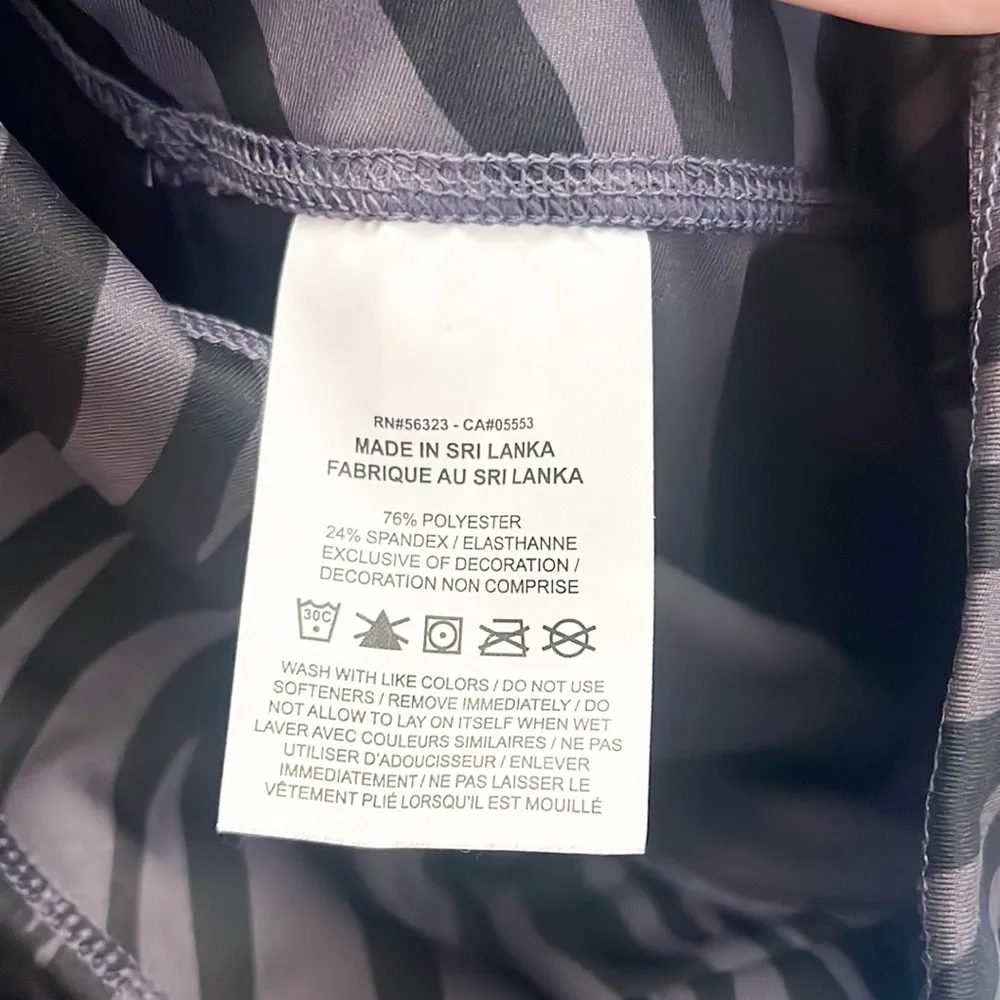 RN#56323 - CA#05553
MADE IN SRI LANKA
FABRIQUE AU SRI LANKA
76% POLYESTER
24% SPANDEX / ELASTHANNE
EXCLUSIVE OF DECORATION /
DECORATION NON COMPRISE
30C
WASH WITH LIKE COLORS / DO NOT USE
SOFTENERS / REMOVE IMMEDIATELY / DO
NOT ALLOW TO LAY ON ITSELF WHEN WET
LAVER AVEC COULEURS SIMILAIRES / NE PAS
UTILISER D'ADOUCISSEUR / ENLEVER
IMMEDIATEMENT / NE PAS LAISSER LE
VÊTEMENT PLIÉ LORSQU'IL EST MOUILLÉ